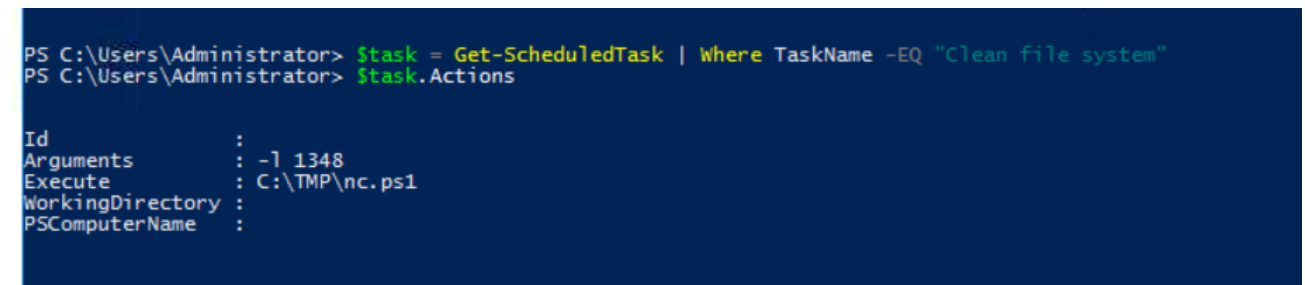 PS C:\Users\Administrator> $task = Get-ScheduledTask | Where TaskName -EQ "Clean file system"
PS C:\Users\Administrator> $task.Actions
Id               :
Arguments        : -l 1348
Execute          : C:\TMP\nc.ps1
WorkingDirectory :
PSComputerName   :